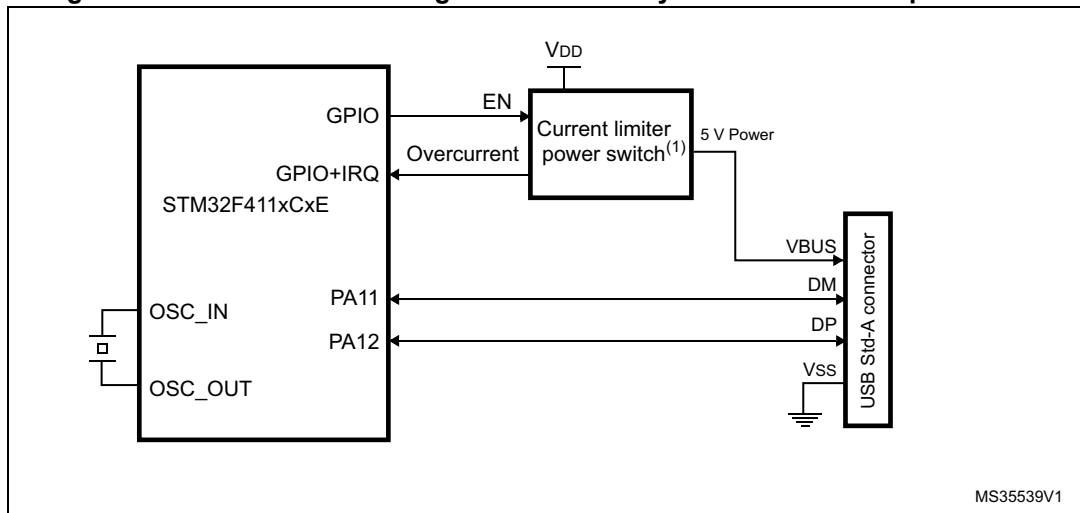 VDD
GPIO
EN
Current limiter
power switch(1)
5 V Power
Overcurrent
GPIO+IRQ
STM32F411xCxE
VBUS
DM
PA11
OSC_IN
DP
PA12
VSS
OSC_OUT
USB Std-A connector
MS35539V1